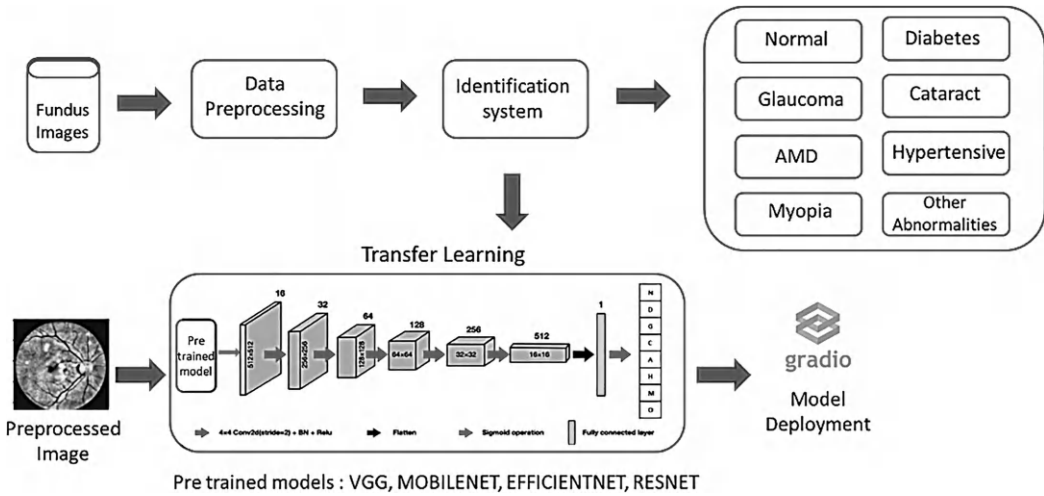 Fundus
Images
Data
Preprocessing
Identification
system
Normal
Diabetes
Glaucoma
Cataract
AMD
Hypertensive
Myopia
Other
Abnormalities
Transfer Learning
Preprocessed
Image
Pre
trained
model
16
512×512
32
256×256
64
128×128
128
64×64
256
32×32
512
16×16
1
N
D
G
C
A
H
M
O
4×4 Conv2d(stride=2) + BN + Relu
Flatten
Sigmoid operation
Fully connected layer
gradio
Model
Deployment
Pre trained models : VGG, MOBILENET, EFFICIENTNET, RESNET